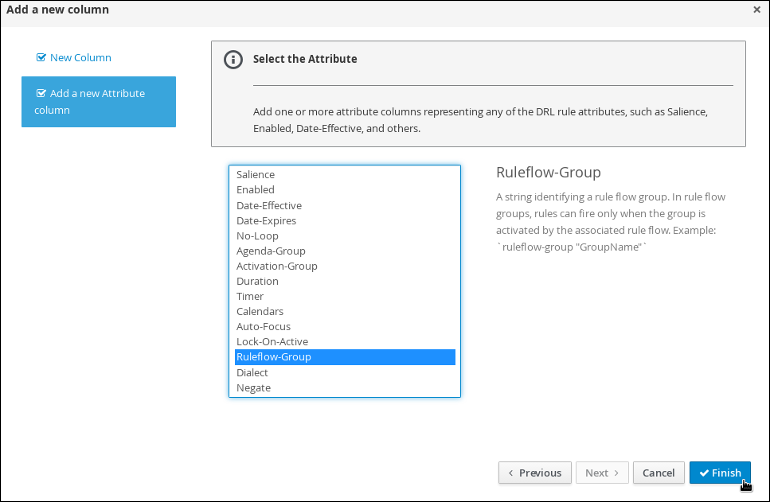 Add a new column
New Column
Add a new Attribute
column
Select the Attribute
Add one or more attribute columns representing any of the DRL rule attributes, such as Salience,
Enabled, Date-Effective, and others.
Salience
Enabled
Date-Effective
Date-Expires
No-Loop
Agenda-Group
Activation-Group
Duration
Timer
Calendars
Auto-Focus
Lock-On-Active
Ruleflow-Group
Dialect
Negate
Ruleflow-Group
A string identifying a rule flow group. In rule flow
groups, rules can fire only when the group is
activated by the associated rule flow. Example:
`ruleflow-group "GroupName"`
Previous
Next
Cancel
Finish